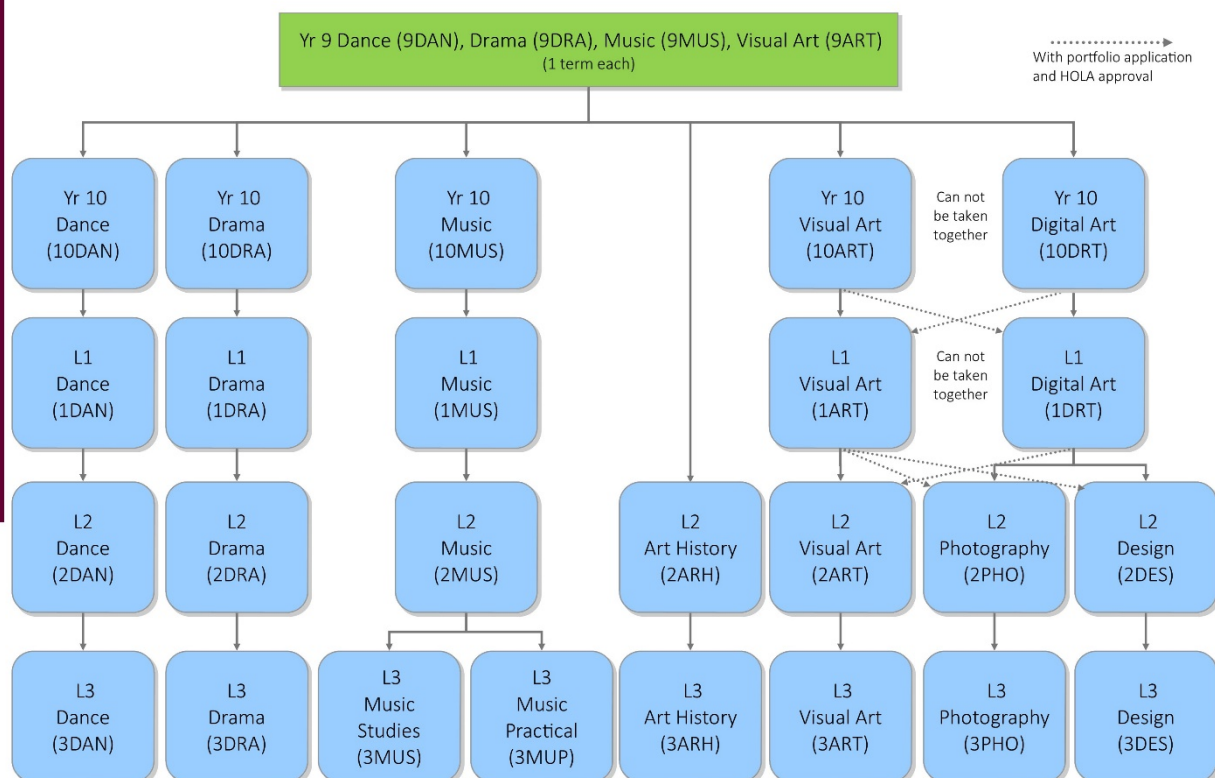 Yr 9 Dance (9DAN), Drama (9DRA), Music (9MUS), Visual Art (9ART)
(1 term each)
With portfolio application
and HOLA approval
Yr 10
Dance
(10DAN)
Yr 10
Drama
(10DRA)
Yr 10
Music
(10MUS)
Yr 10
Visual Art
(10ART)
Can not
be taken
together
Yr 10
Digital Art
(10DRT)
L1
Dance
(1DAN)
L1
Drama
(1DRA)
L1
Music
(1MUS)
L1
Visual Art
(1ART)
Can not
be taken
together
L1
Digital Art
(1DRT)
L2
Dance
(2DAN)
L2
Drama
(2DRA)
L2
Music
(2MUS)
L2
Art History
(2ARH)
L2
Visual Art
(2ART)
L2
Photography
(2PHO)
L2
Design
(2DES)
L3
Dance
(3DAN)
L3
Drama
(3DRA)
L3
Music
Studies
(3MUS)
L3
Music
Practical
(3MUP)
L3
Art History
(3ARH)
L3
Visual Art
(3ART)
L3
Photography
(3PHO)
L3
Design
(3DES)